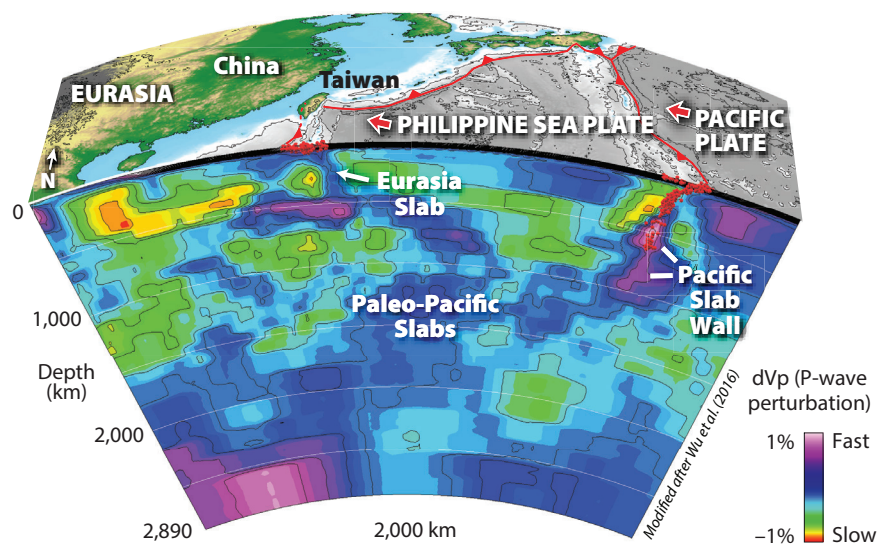 China
Taiwan
EURASIA
PHILIPPINE SEA PLATE
PACIFIC
PLATE
N
0
Eurasia
Slab
Pacific
Slab
Wall
Paleo-Pacific
Slabs
1,000
Depth
(km)
2,000
2,890
2,000 km
Modified after Wu et al. (2016)
dVp (P-wave
perturbation)
1% Fast
–1% Slow